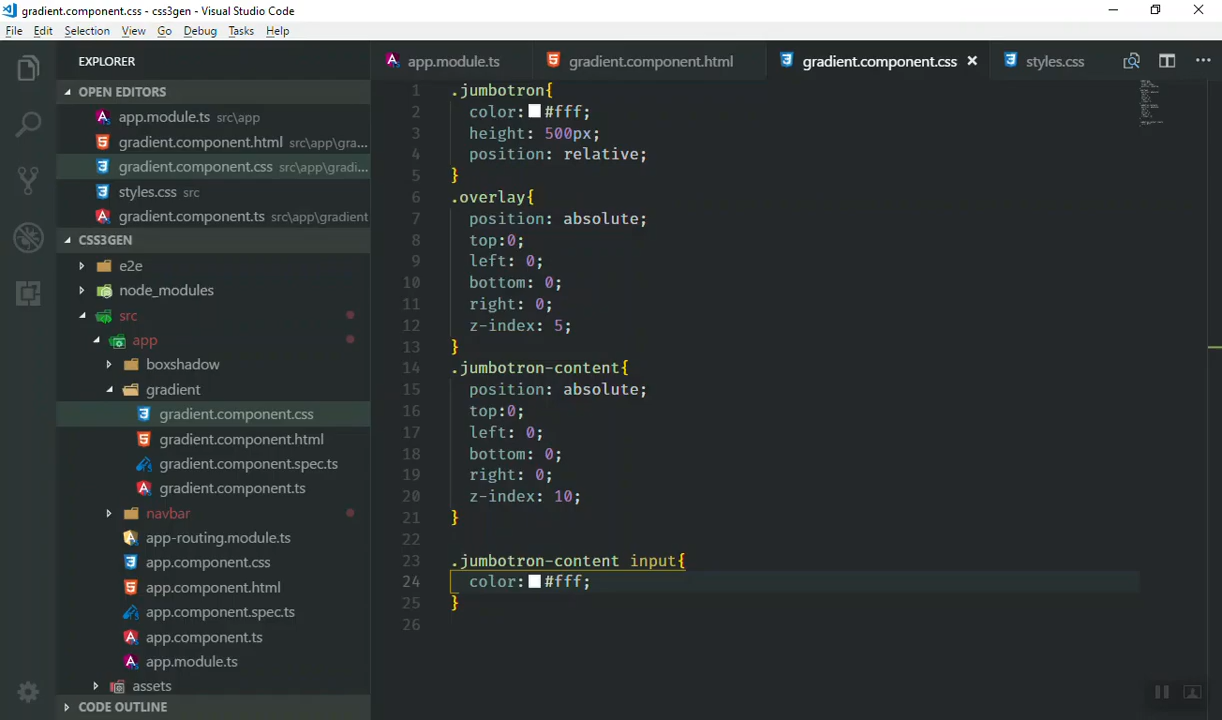 gradient.component.css - css3gen - Visual Studio Code
File Edit Selection View Go Debug Tasks Help
EXPLORER
OPEN EDITORS
app.module.ts src\app
gradient.component.html src\app\gra...
gradient.component.css src\app\gradi...
styles.css src
gradient.component.ts src\app\gradient
CSS3GEN
e2e
node_modules
src
app
boxshadow
gradient
gradient.component.css
gradient.component.html
gradient.component.spec.ts
gradient.component.ts
navbar
app-routing.module.ts
app.component.css
app.component.html
app.component.spec.ts
app.component.ts
app.module.ts
assets
CODE OUTLINE
app.module.ts gradient.component.html gradient.component.css styles.css
1 .jumbotron{
2 color:#fff;
3 height: 500px;
4 position: relative;
5 }
6 .overlay{
7 position: absolute;
8 top:0;
9 left: 0;
10 bottom: 0;
11 right: 0;
12 z-index: 5;
13 }
14 .jumbotron-content{
15 position: absolute;
16 top:0;
17 left: 0;
18 bottom: 0;
19 right: 0;
20 z-index: 10;
21 }
22
23 .jumbotron-content input{
24 color:#fff;
25 }
26